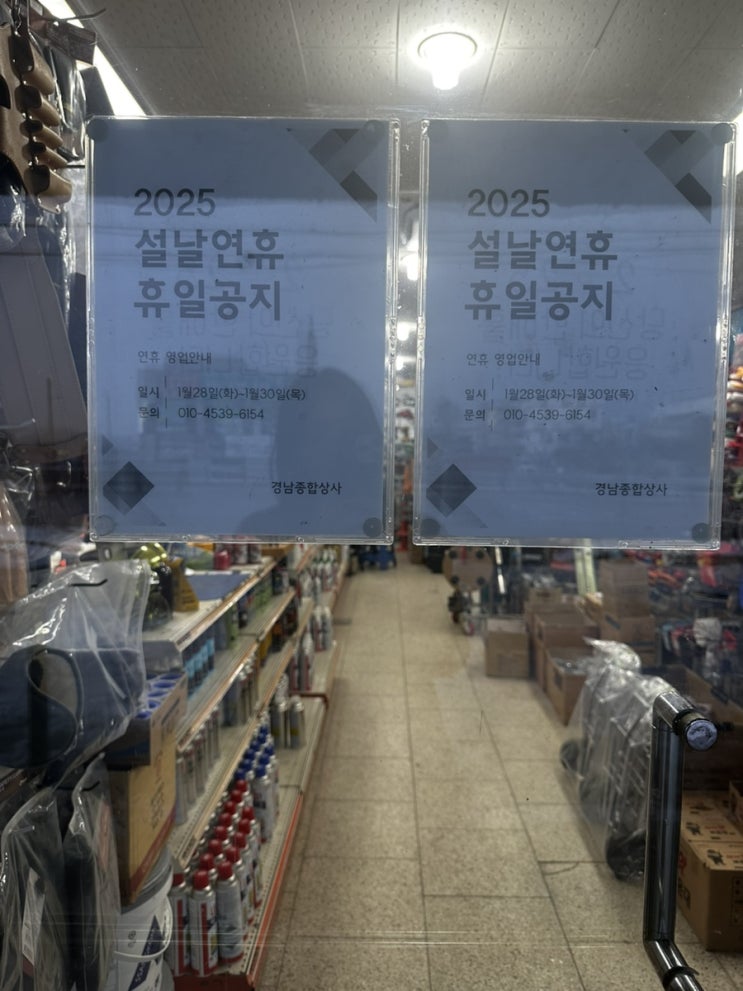 2025
설날연휴
휴일공지
연휴 영업안내
일시 1월28일(화)~1월30일(목)
문의 010-4539-6154
경남종합상사
2025
설날연휴
휴일공지
연휴 영업안내
일시 1월28일(화)~1월30일(목)
문의 010-4539-6154
경남종합상사